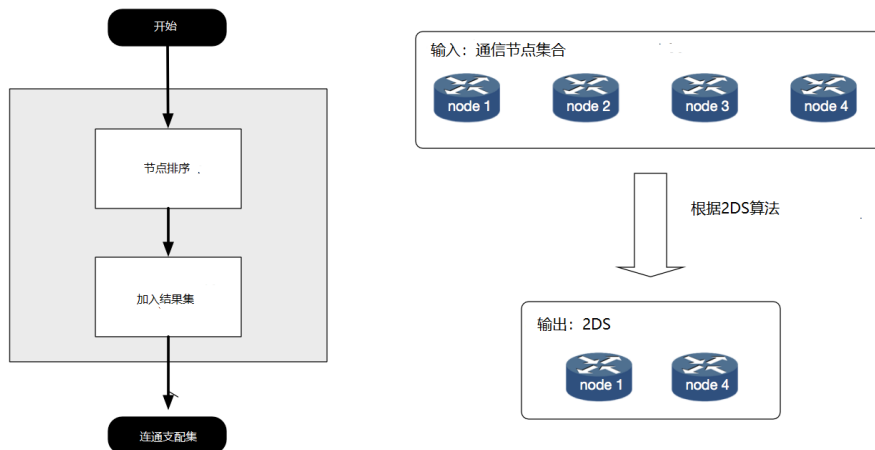 开始
节点排序
加入结果集
连通支配集
输入：通信节点集合
node 1
node 2
node 3
node 4
根据2DS算法
输出：2DS
node 1
node 4